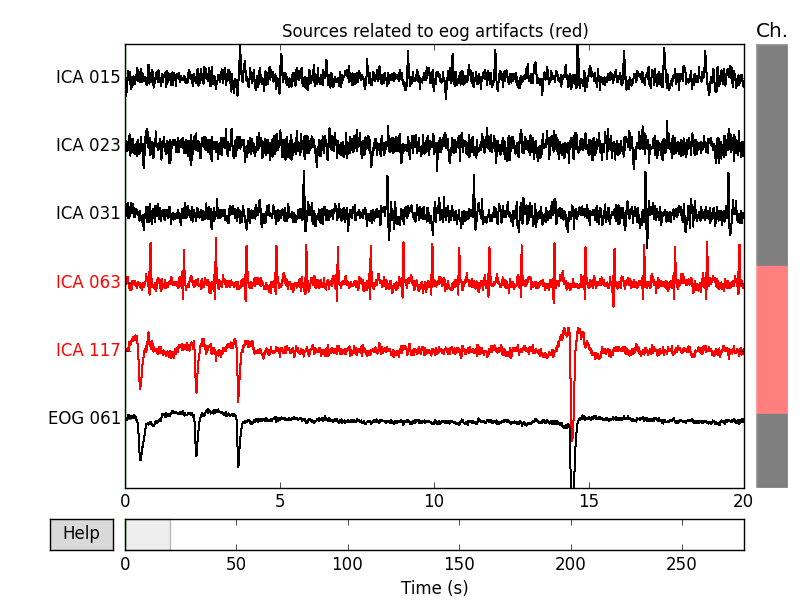 Sources related to eog artifacts (red)
Ch.
ICA 015
ICA 023
ICA 031
ICA 063
ICA 117
EOG 061
0 5 10 15 20
Help
0 50 100 150 200 250
Time (s)